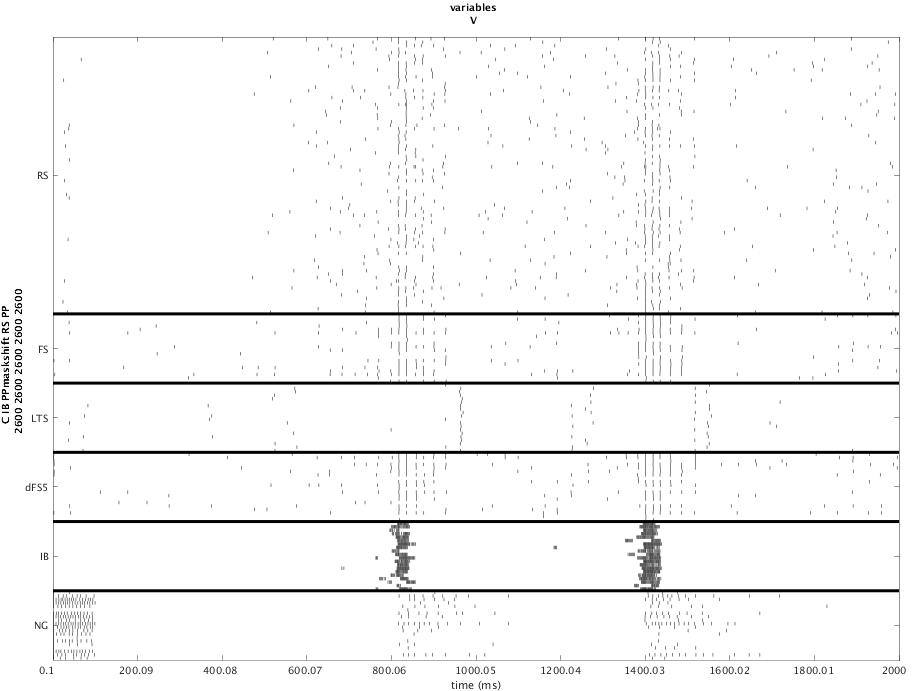 variables
V
C IB PPmaskshift RS PP
2600 2600 2600 2600 2600
RS
FS
LTS
dFS5
IB
NG
0.1 200.09 400.08 600.07 800.06 1000.05 1200.04 1400.03 1600.02 1800.01 2000
time (ms)